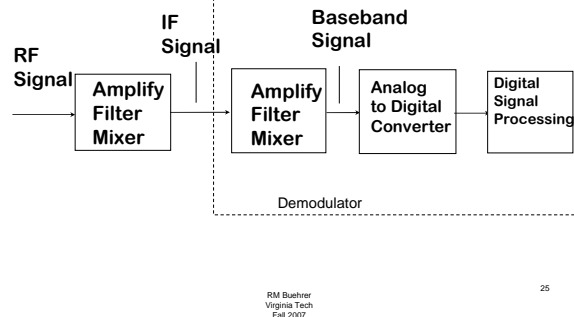 IF
Signal
Baseband
Signal
RF
Signal
Amplify
Filter
Mixer
Amplify
Filter
Mixer
Analog
to Digital
Converter
Digital
Signal
Processing
Demodulator
RM Buehrer
Virginia Tech
Fall 2007
25